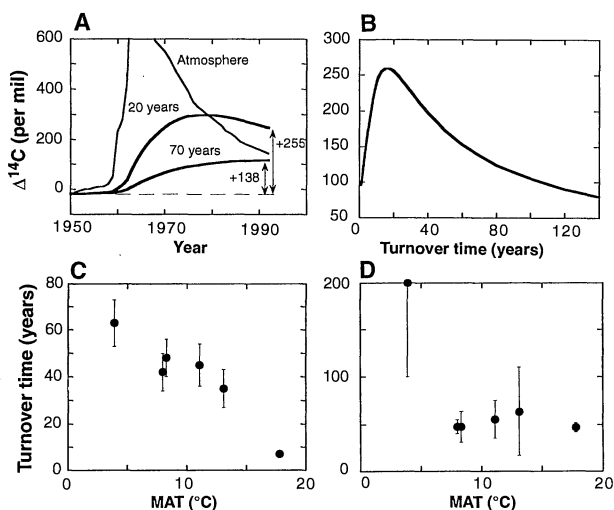 A
Δ14C (per mil)
600
400
200
0
Atmosphere
20 years
70 years
+255
+138
1950
1970
1990
Year
B
300
250
200
150
100
50
0
40
80
120
Turnover time (years)
C
Turnover time (years)
80
60
40
20
0
0
10
20
MAT (°C)
D
200
100
0
0
10
20
MAT (°C)